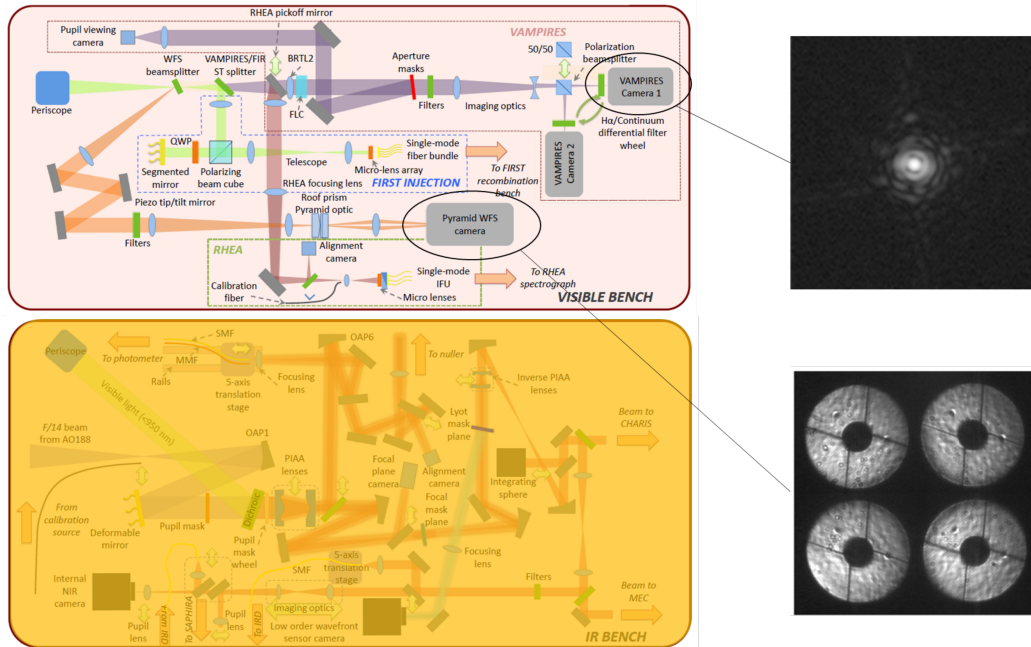 RHEA pickoff mirror
Pupil viewing
camera
VAMPIRES
WFS
beamsplitter
VAMPIRES/FIR
ST splitter
BRTL2
Aperture
masks
50/50
Polarization
beamsplitter
VAMPIRES
Camera 1
Periscope
FLC
Filters
Imaging optics
Hα/Continuum
differential filter
wheel
VAMPIRES
Camera 2
QWP
Segmented
mirror
Polarizing
beam cube
Telescope
Single-mode
fiber bundle
Micro-lens array
FIRST INJECTION
To FIRST
recombination
bench
Piezo tip/tilt mirror
RHEA focusing lens
Roof prism
Pyramid optic
Pyramid WFS
camera
Filters
RHEA
Alignment
camera
Calibration
fiber
Single-mode
IFU
Micro lenses
To RHEA
spectrograph
VISIBLE BENCH
Periscope
To photometer
SMF
MMF
Rails
5-axis
translation
stage
Focusing
lens
OAP6
To nuller
Inverse PIAA
lenses
Visible light (<950 nm)
F/14 beam
from AO188
OAP1
PIAA
lenses
Lyot
mask
plane
Beam to
CHARIS
Focal
plane
camera
Alignment
camera
Focal
mask
plane
Integrating
sphere
From
calibration
source
Deformable
mirror
Pupil mask
Dichroic
Pupil
mask
wheel
Internal
NIR
camera
SMF
5-axis
translation
stage
Focusing
lens
Filters
Pupil
lens
From IRD
To SAPHIRA
Pupil
lens
To IRD
Imaging optics
Low order wavefront
sensor camera
Beam to
MEC
IR BENCH